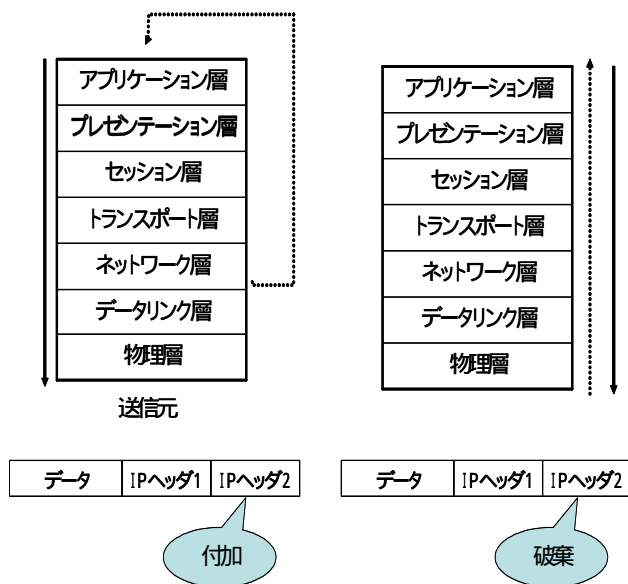 アプリケーション層
プレゼンテーション層
セッション層
トランスポート層
ネットワーク層
データリンク層
物理層
送信元
アプリケーション層
プレゼンテーション層
セッション層
トランスポート層
ネットワーク層
データリンク層
物理層
データ IPヘッダ1 IPヘッダ2
付加
データ IPヘッダ1 IPヘッダ2
破棄